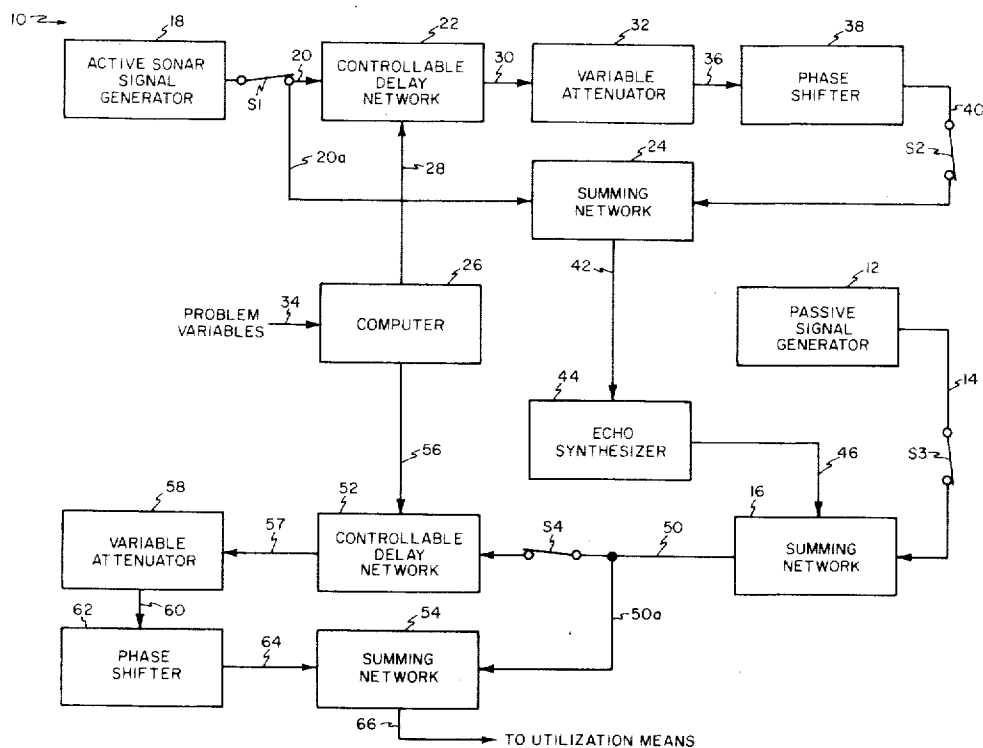 10
18
ACTIVE SONAR
SIGNAL
GENERATOR
S1
20
20a
22
CONTROLLABLE
DELAY
NETWORK
30
32
VARIABLE
ATTENUATOR
36
38
PHASE
SHIFTER
40
S2
28
24
SUMMING
NETWORK
42
26
COMPUTER
PROBLEM
VARIABLES
34
12
PASSIVE
SIGNAL
GENERATOR
14
S3
44
ECHO
SYNTHESIZER
46
56
58
VARIABLE
ATTENUATOR
57
52
CONTROLLABLE
DELAY
NETWORK
S4
50
16
SUMMING
NETWORK
50a
60
62
PHASE
SHIFTER
64
54
SUMMING
NETWORK
66
TO UTILIZATION MEANS